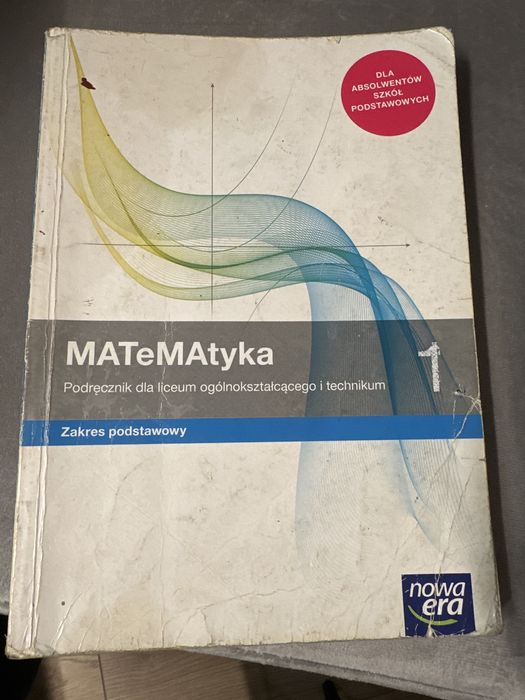 DLA
ABSOLWENTÓW
SZKÓŁ
PODSTAWOWYCH
MATeMAtyka
1
Podręcznik dla liceum ogólnokształcącego i technikum
Zakres podstawowy
nowa
era